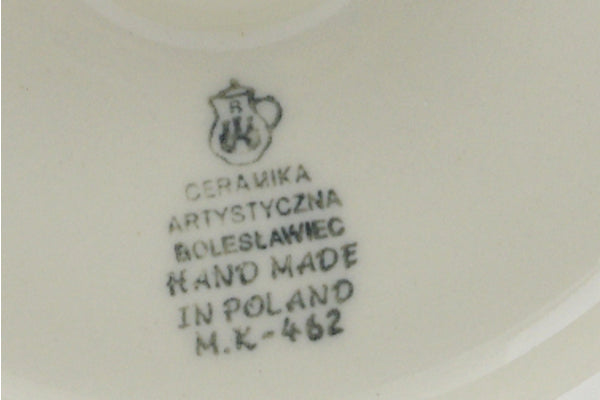 CERAMIKA
ARTYSTYCZNA
BOLESŁAWIEC
HAND MADE
IN POLAND
M.K-462